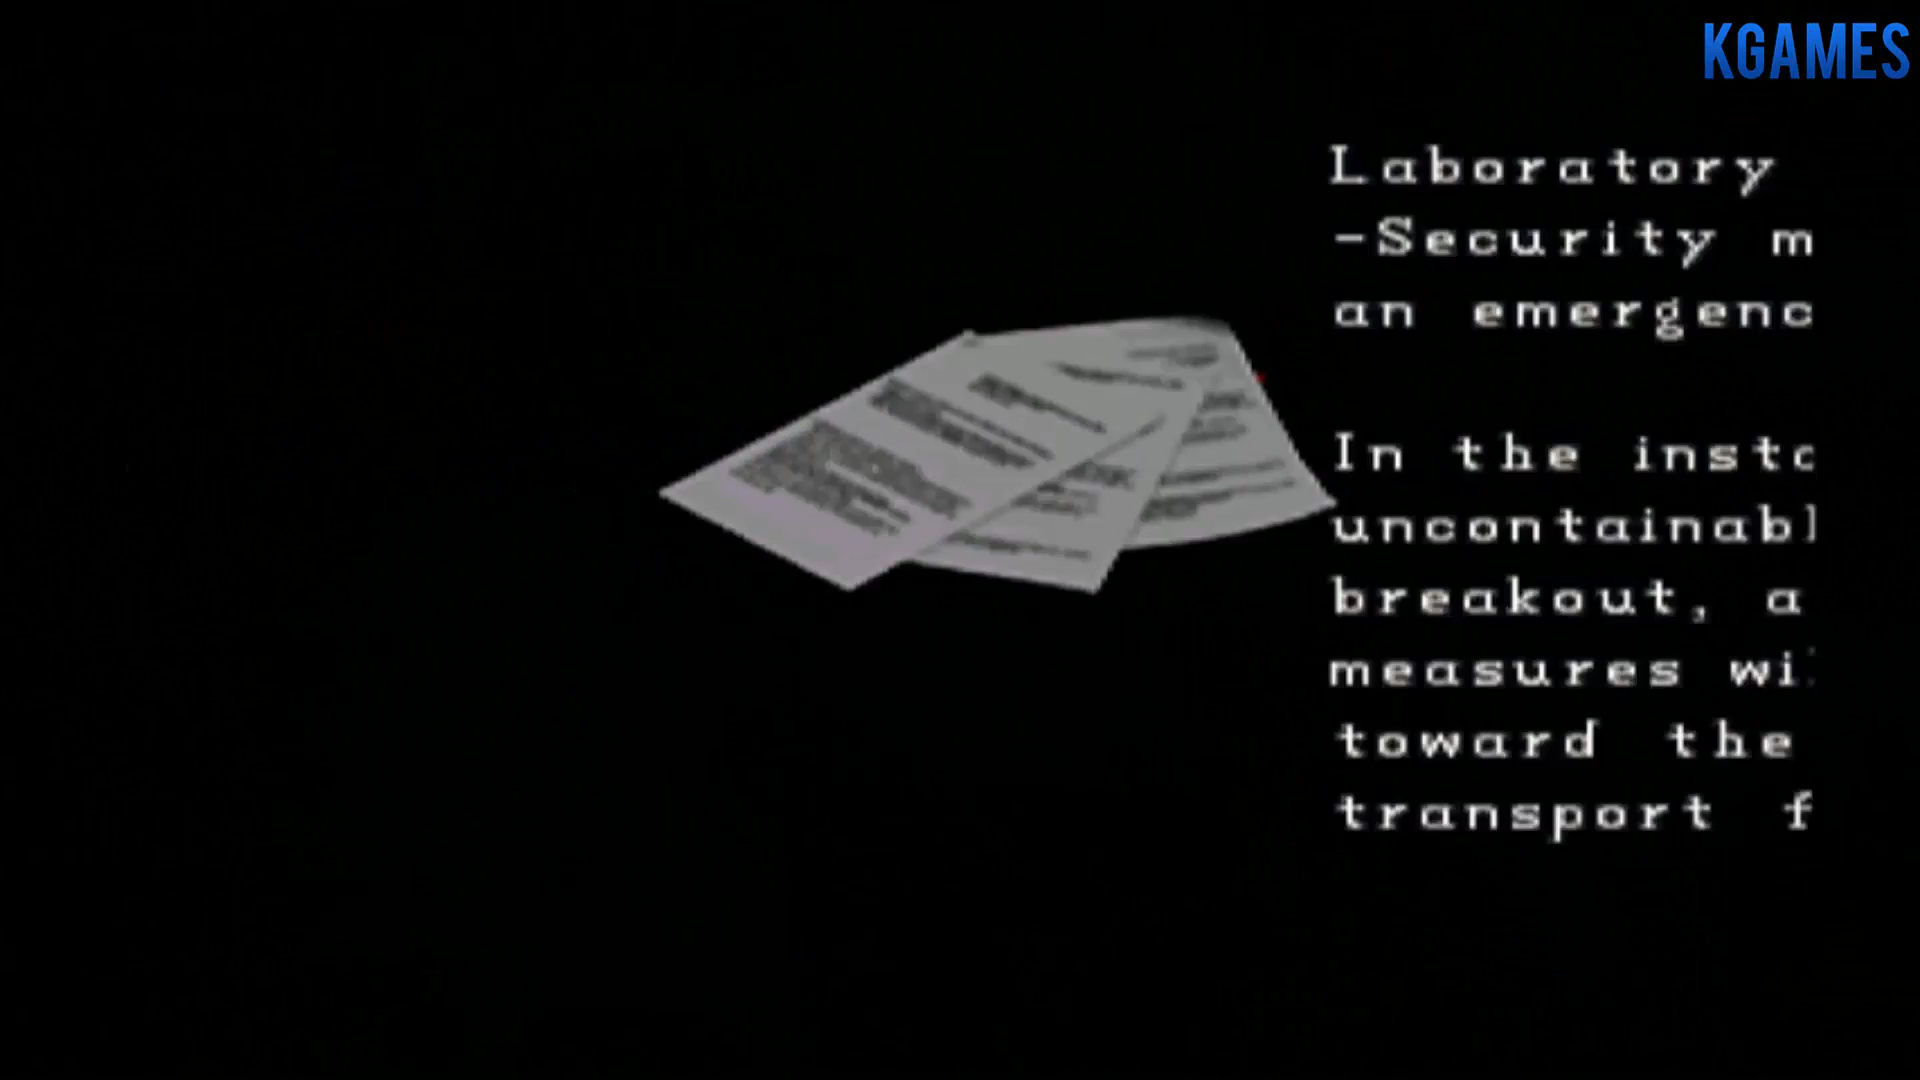 KGAMES
Laboratory
-Security m
an emergenc
In the insta
uncontainabl
breakout, a
measures wi
toward the
transport f